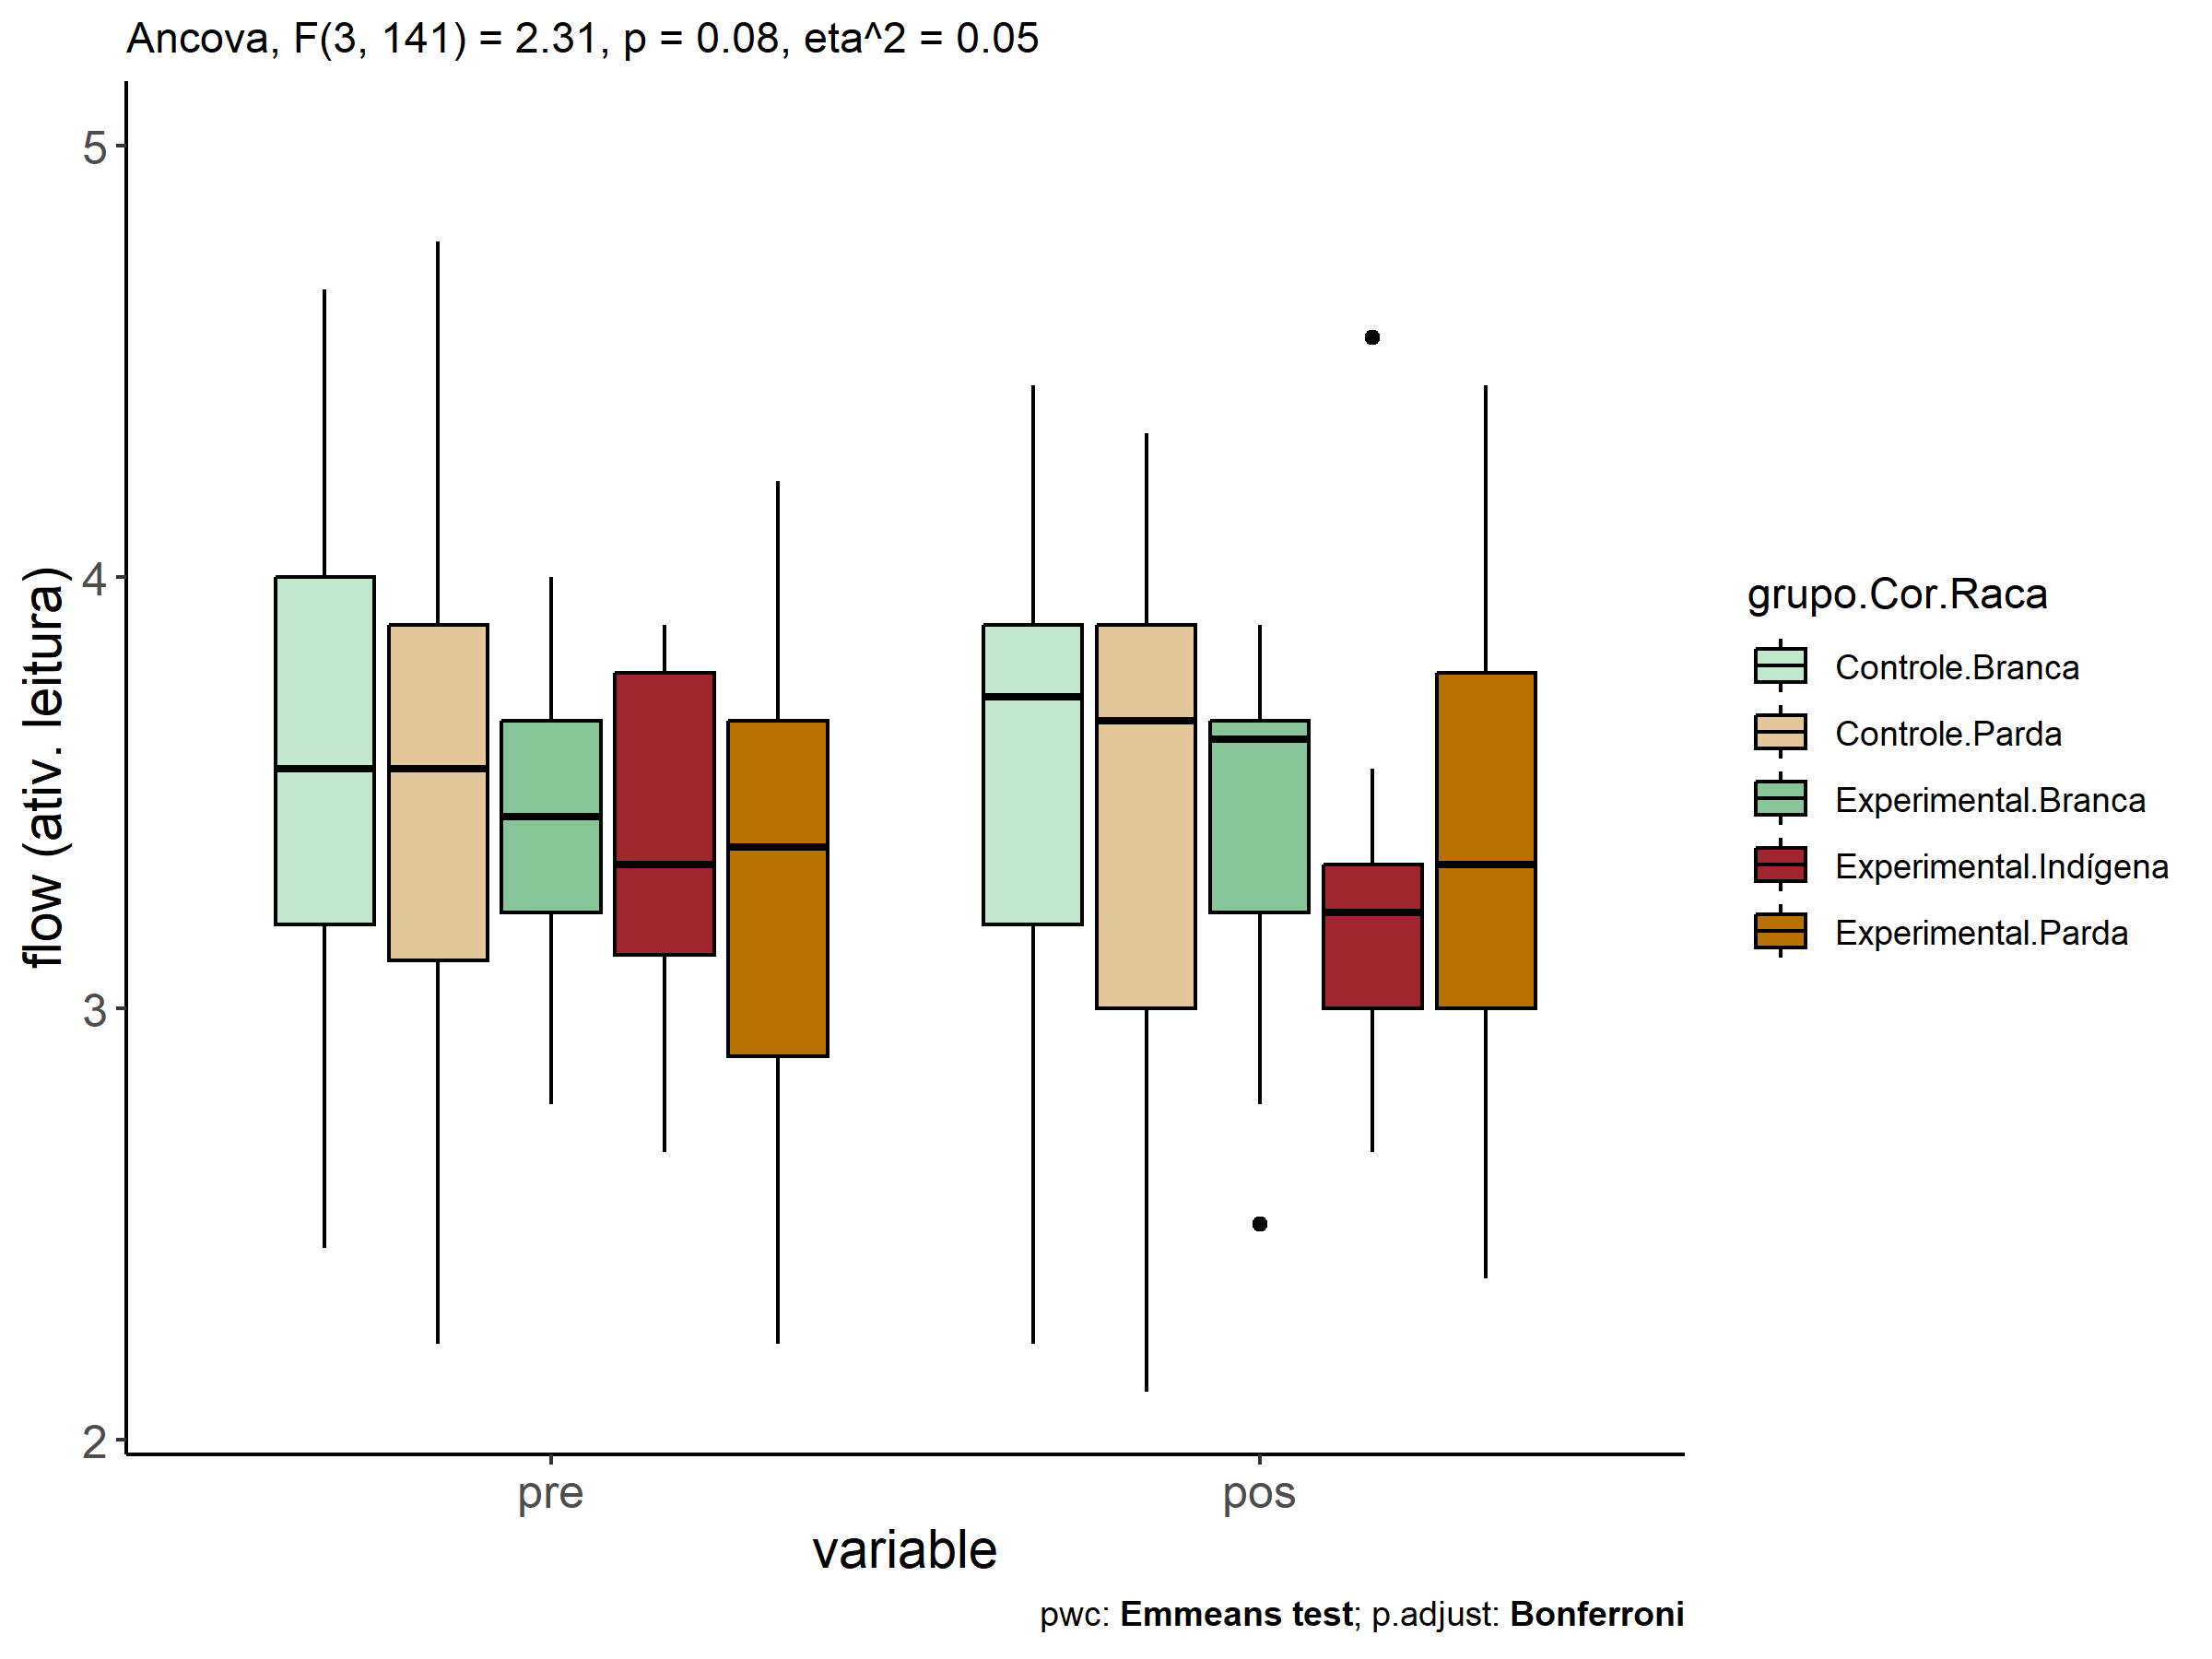 Ancova, F(3, 141) = 2.31, p = 0.08, eta^2 = 0.05
5
4
3
2
flow (ativ. leitura)
pre
pos
variable
grupo.Cor.Raca
Controle.Branca
Controle.Parda
Experimental.Branca
Experimental.Indígena
Experimental.Parda
pwc: Emmeans test; p.adjust: Bonferroni